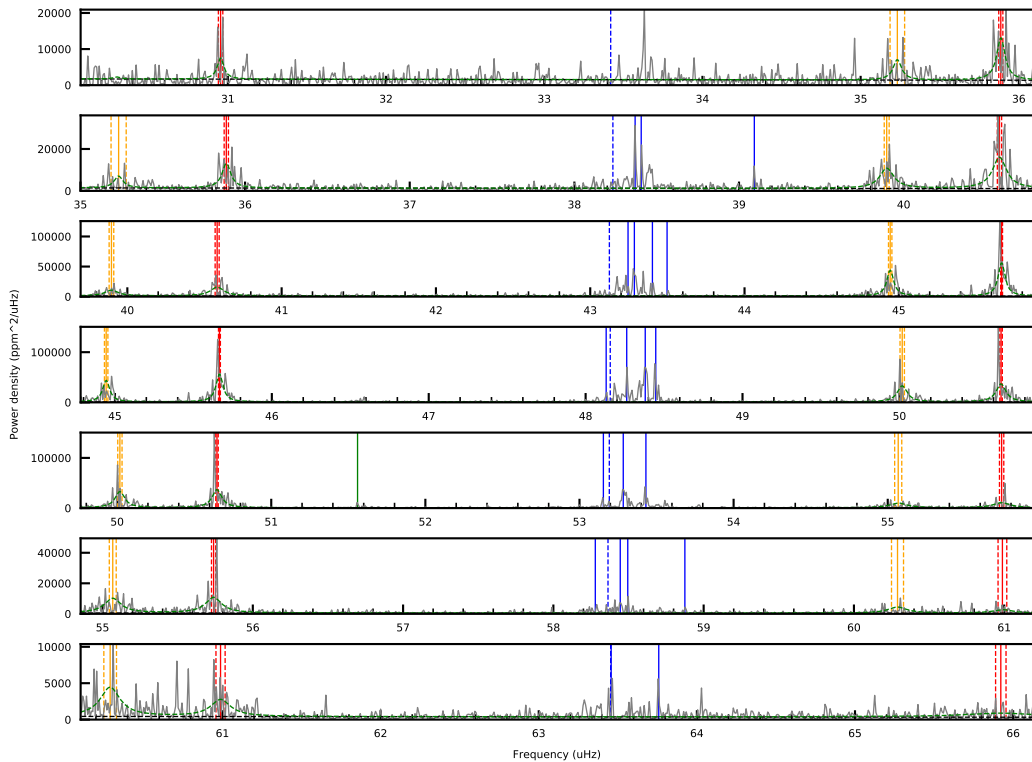 20000
10000
0
31 32 33 34 35 36
20000
0
35 36 37 38 39 40
100000
50000
0
40 41 42 43 44 45
100000
0
45 46 47 48 49 50
Power density (ppm^2/uHz)
100000
0
50 51 52 53 54 55
40000
20000
0
55 56 57 58 59 60 61
10000
5000
0
61 62 63 64 65 66
Frequency (uHz)